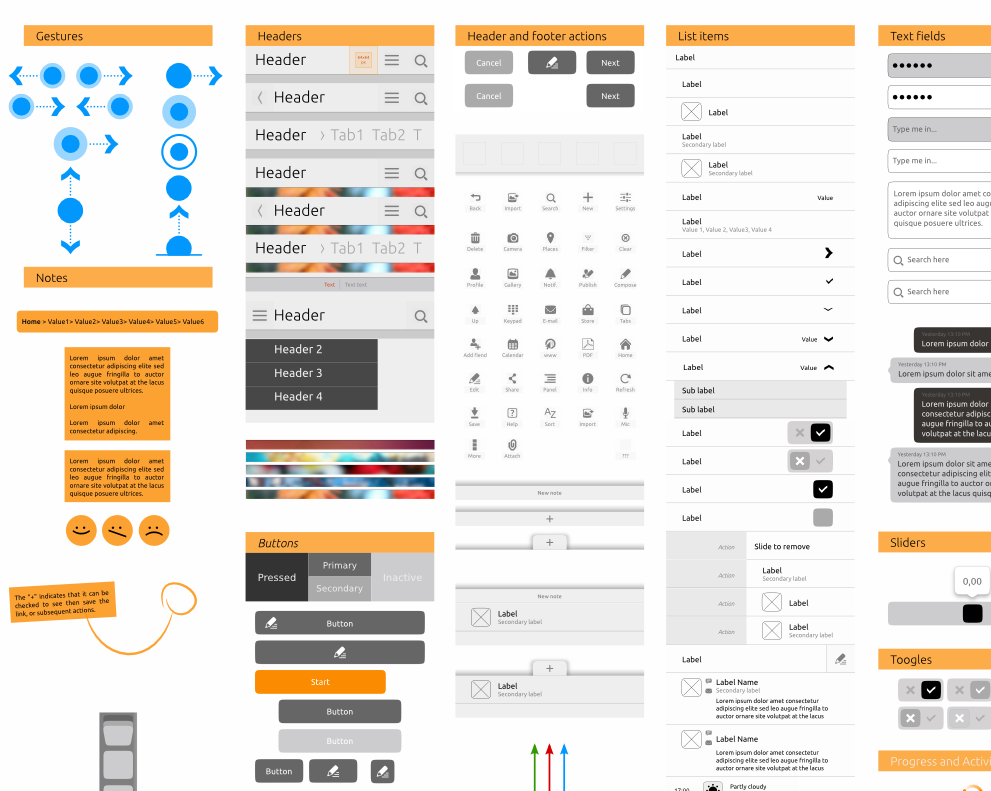 Gestures
Notes
Home > Value1> Value2> Value3> Value4> Value5> Value6
Lorem ipsum dolor amet
consectetur adipiscing elite sed
leo augue fringilla to auctor
ornare site volutpat at the lacus
quisque posuere ultrices.
Lorem ipsum dolor
Lorem ipsum dolor amet
consectetur adipiscing.
Lorem ipsum dolor amet
consectetur adipiscing elite sed
leo augue fringilla to auctor
ornare site volutpat at the lacus
quisque posuere ultrices.
The "+" indicates that it can be
checked to see then save the
link, or subsequent actions.
Headers
Header
Header
Header > Tab1 Tab2 T
Header
Header
Header > Tab1 Tab2 T
Text Text text
Header
Header 2
Header 3
Header 4
Buttons
Pressed
Primary
Secondary
Inactive
Button
Start
Button
Button
Button
Header and footer actions
Cancel Next
Cancel Next
Back Import Search New Settings
Delete Camera Places Filter Clear
Profile Gallery Notif. Publish Compose
Up Keypad E-mail Store Tabs
Add fiend Calendar www PDF Home
Edit Share Panel Info Refresh
Save Help Sort Import Mic
More Attach ???
New note
+
+
New note
Label
Secondary label
+
Label
Secondary label
List items
Label
Label
Label
Label
Secondary label
Label
Secondary label
Label Value
Label
Value 1, Value 2, Value3, Value 4
Label
Label
Label
Label Value
Label Value
Sub label
Sub label
Label
Label
Label
Label
Action Slide to remove
Action Label
Secondary label
Action Label
Action Label
Secondary label
Label
Label Name
Secondary label
Lorem ipsum dolor amet consectetur
adipiscing elite sed leo augue fringilla to
auctor ornare site volutpat at the lacus
Label Name
Lorem ipsum dolor amet consectetur
adipiscing elite sed leo augue fringilla to
auctor ornare site volutpat at the lacus
Partly cloudy
Text fields
Type me in...
Type me in...
Lorem ipsum dolor amet co
adipiscing elite sed leo augu
auctor ornare site volutpat
quisque posuere ultrices.
Search here
Search here
Yesterday 13:10 PM
Lorem ipsum dolor
Yesterday 13:10 PM
Lorem ipsum dolor sit ame
Yesterday 13:10 PM
Lorem ipsum dolor
consectetur adipisc
augue fringilla to au
volutpat at the lacu
Yesterday 13:10 PM
Lorem ipsum dolor sit ame
consectetur adipiscing elit
augue fringilla to auctor o
volutpat at the lacus quisq
Sliders
0,00
Toogles
Progress and Activi